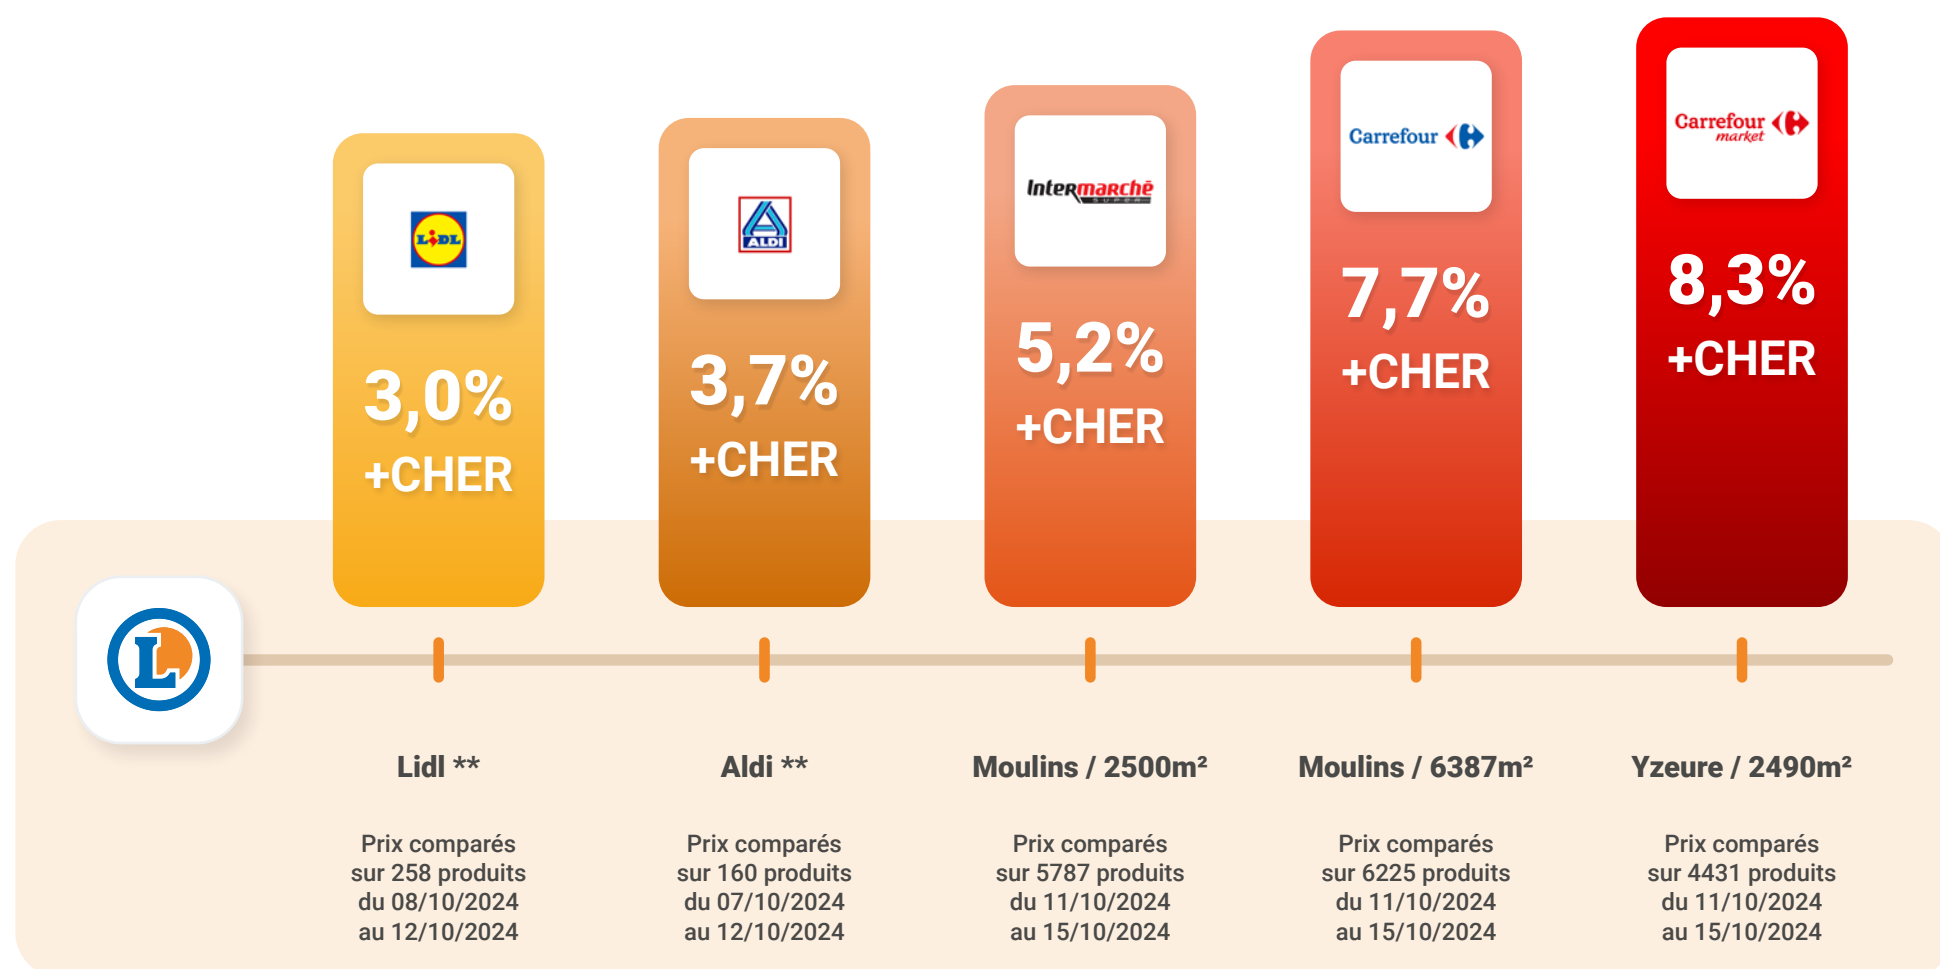 LiDL
3,0%
+CHER
ALDI
3,7%
+CHER
Intermarchē
SUPER
5,2%
+CHER
Carrefour
7,7%
+CHER
Carrefour
market
8,3%
+CHER
L
Lidl **
Prix comparés
sur 258 produits
du 08/10/2024
au 12/10/2024
Aldi **
Prix comparés
sur 160 produits
du 07/10/2024
au 12/10/2024
Moulins / 2500m²
Prix comparés
sur 5787 produits
du 11/10/2024
au 15/10/2024
Moulins / 6387m²
Prix comparés
sur 6225 produits
du 11/10/2024
au 15/10/2024
Yzeure / 2490m²
Prix comparés
sur 4431 produits
du 11/10/2024
au 15/10/2024